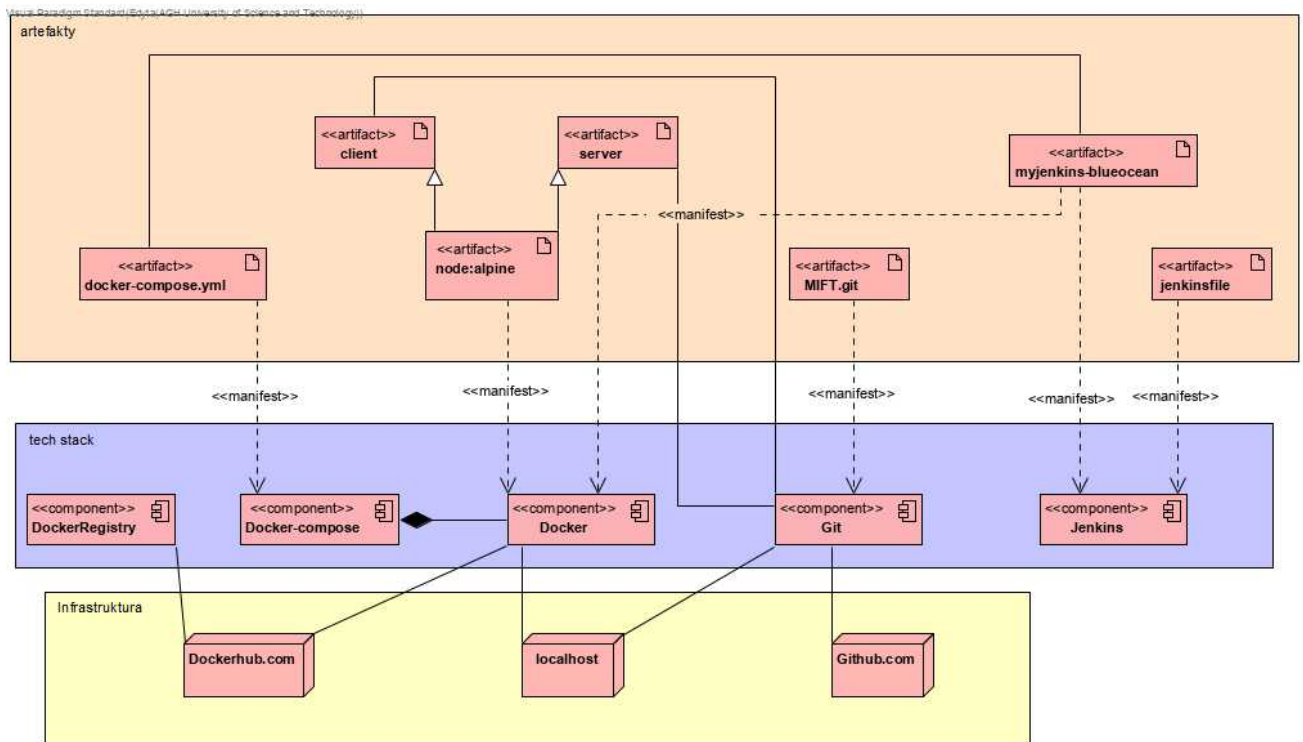 Visual Paradigm Standard(Edyta(AGH University of Science and Technology))
artefakty
<<artifact>>
client
<<artifact>>
server
<<artifact>>
myjenkins-blueocean
<<manifest>>
<<artifact>>
docker-compose.yml
<<artifact>>
node:alpine
<<artifact>>
MIFT.git
<<artifact>>
jenkinsfile
<<manifest>>
<<manifest>>
<<manifest>>
<<manifest>>
<<manifest>>
tech stack
<<component>>
DockerRegistry
<<component>>
Docker-compose
<<component>>
Docker
<<component>>
Git
<<component>>
Jenkins
Infrastruktura
Dockerhub.com
localhost
Github.com